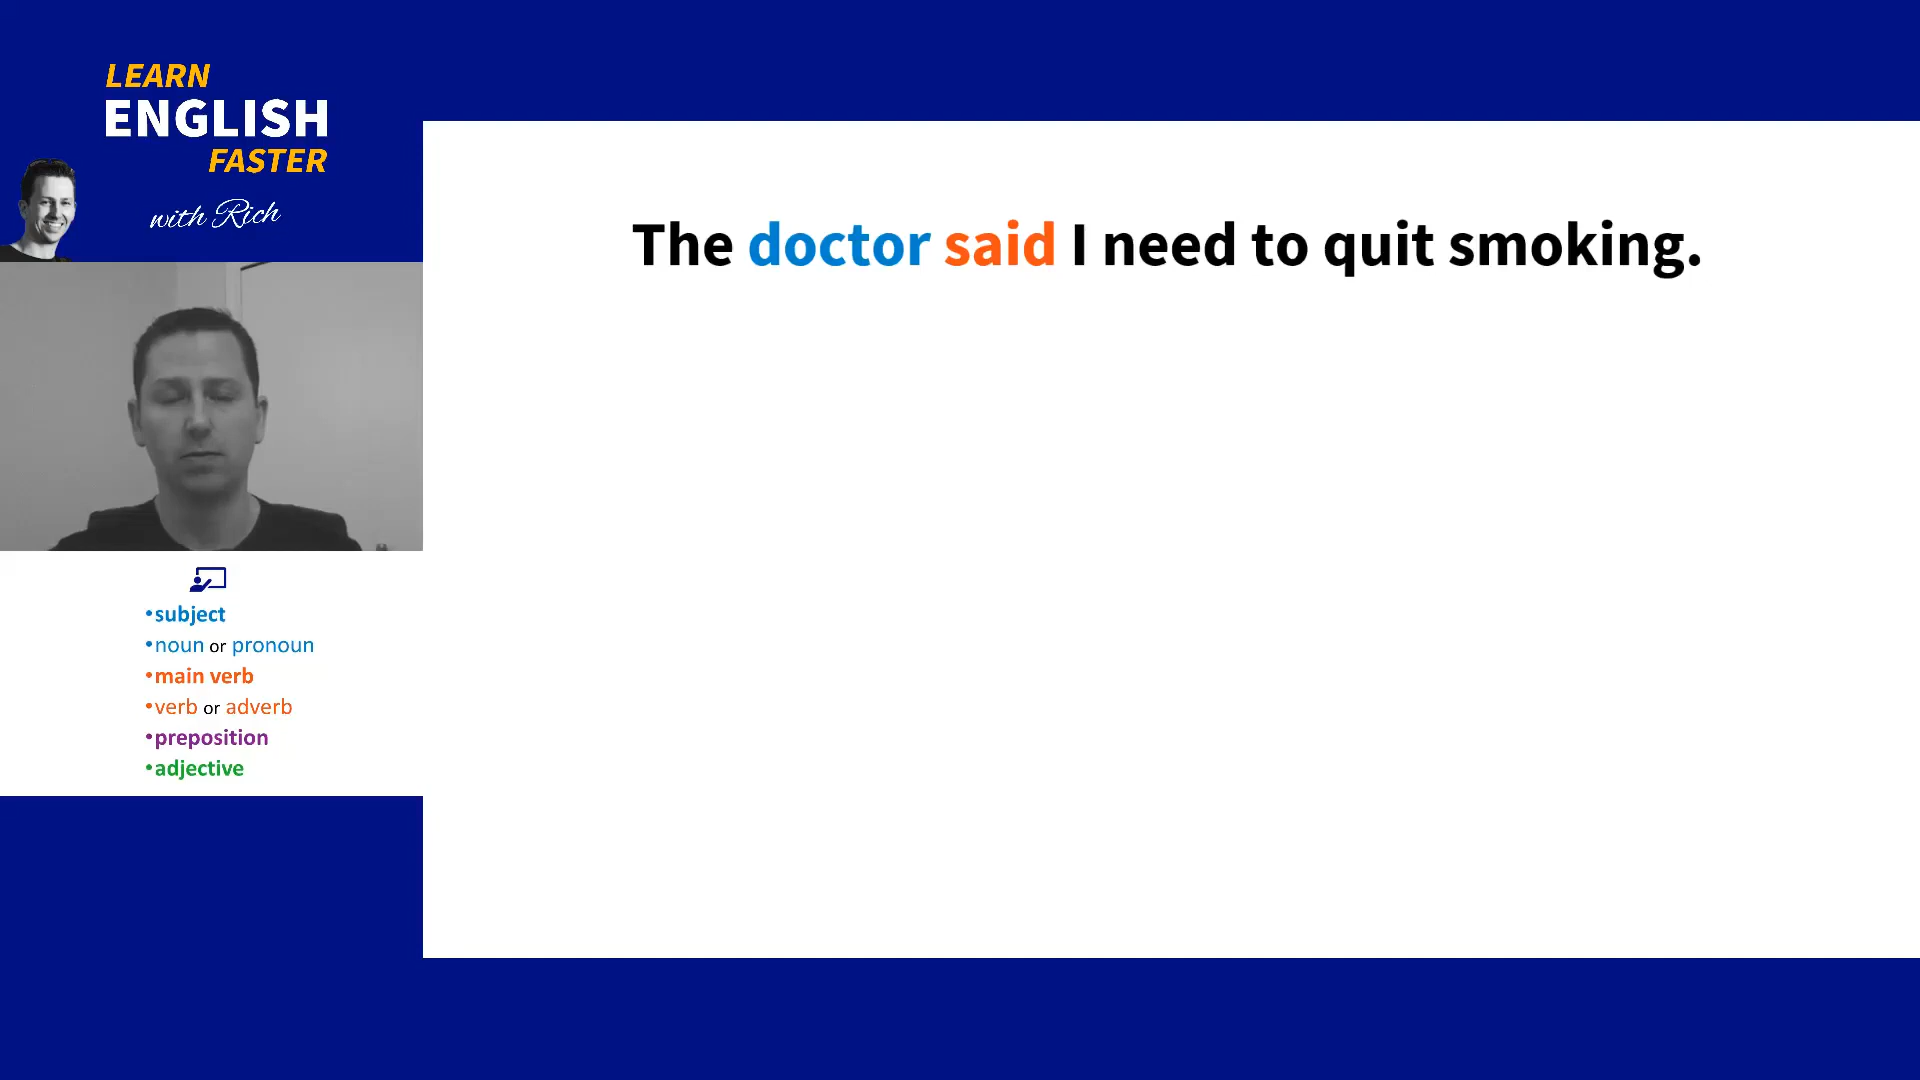 LEARN
ENGLISH
FASTER
with Rich
The doctor said I need to quit smoking.
•subject
•noun or pronoun
•main verb
•verb or adverb
•preposition
•adjective